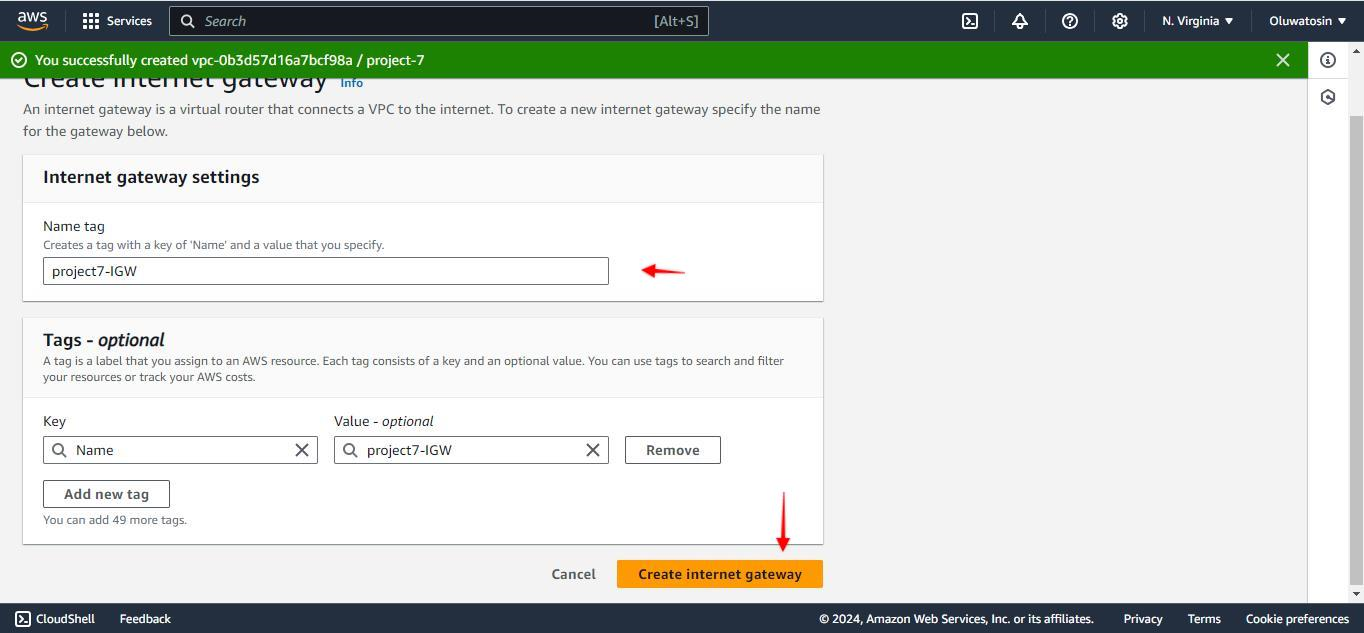 aws
Services
Search
[Alt+S]
N. Virginia
Oluwatosin
You successfully created vpc-0b3d57d16a7bcf98a / project-7
Create internet gateway Info
An internet gateway is a virtual router that connects a VPC to the internet. To create a new internet gateway specify the name
for the gateway below.
Internet gateway settings
Name tag
Creates a tag with a key of 'Name' and a value that you specify.
project7-IGW
Tags - optional
A tag is a label that you assign to an AWS resource. Each tag consists of a key and an optional value. You can use tags to search and filter
your resources or track your AWS costs.
Key
Value - optional
Name
project7-IGW
Remove
Add new tag
You can add 49 more tags.
Cancel
Create internet gateway
CloudShell
Feedback
© 2024, Amazon Web Services, Inc. or its affiliates.
Privacy
Terms
Cookie preferences